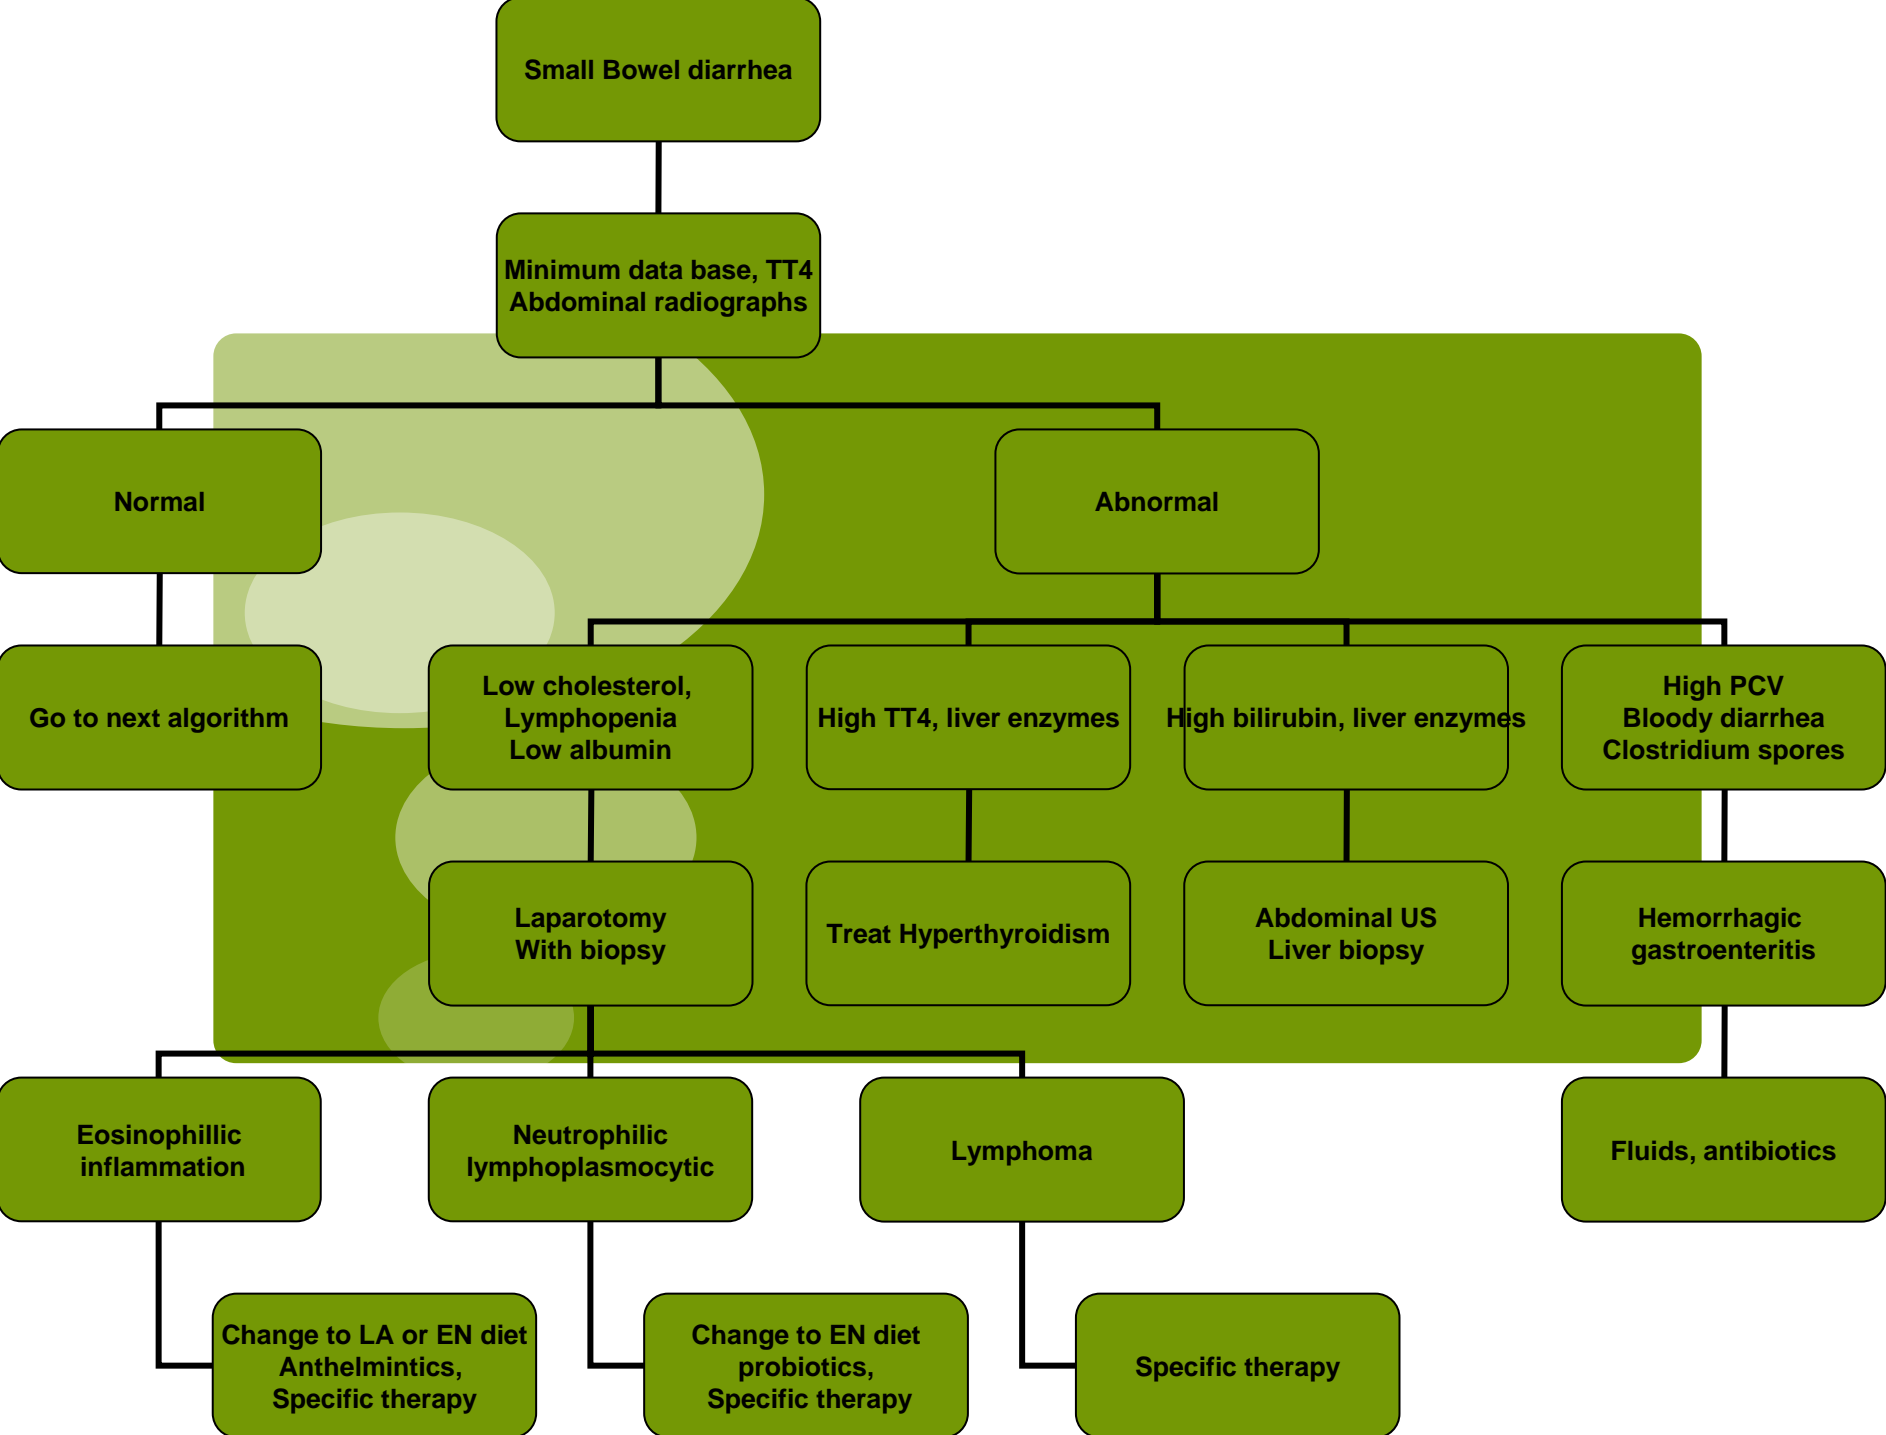 Small Bowel diarrhea
Minimum data base, TT4
Abdominal radiographs
Normal
Abnormal
Go to next algorithm
Low cholesterol,
Lymphopenia
Low albumin
High TT4, liver enzymes
High bilirubin, liver enzymes
High PCV
Bloody diarrhea
Clostridium spores
Laparotomy
With biopsy
Treat Hyperthyroidism
Abdominal US
Liver biopsy
Hemorrhagic
gastroenteritis
Eosinophillic
inflammation
Neutrophilic
lymphoplasmocytic
Lymphoma
Fluids, antibiotics
Change to LA or EN diet
Anthelmintics,
Specific therapy
Change to EN diet
probiotics,
Specific therapy
Specific therapy